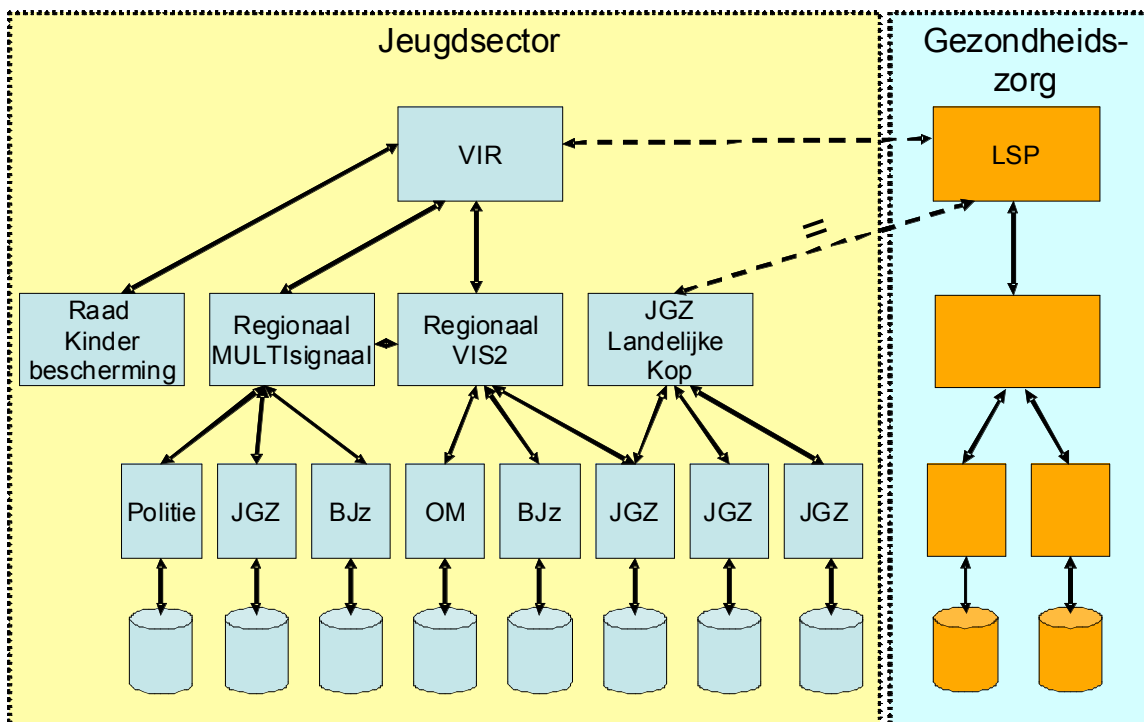 Jeugdsector
Gezondheids-
zorg
VIR
LSP
Raad
Kinder
bescherming
Regionaal
MULTIsignaal
Regionaal
VIS2
JGZ
Landelijke
Kop
Politie
JGZ
BJz
OM
BJz
JGZ
JGZ
JGZ